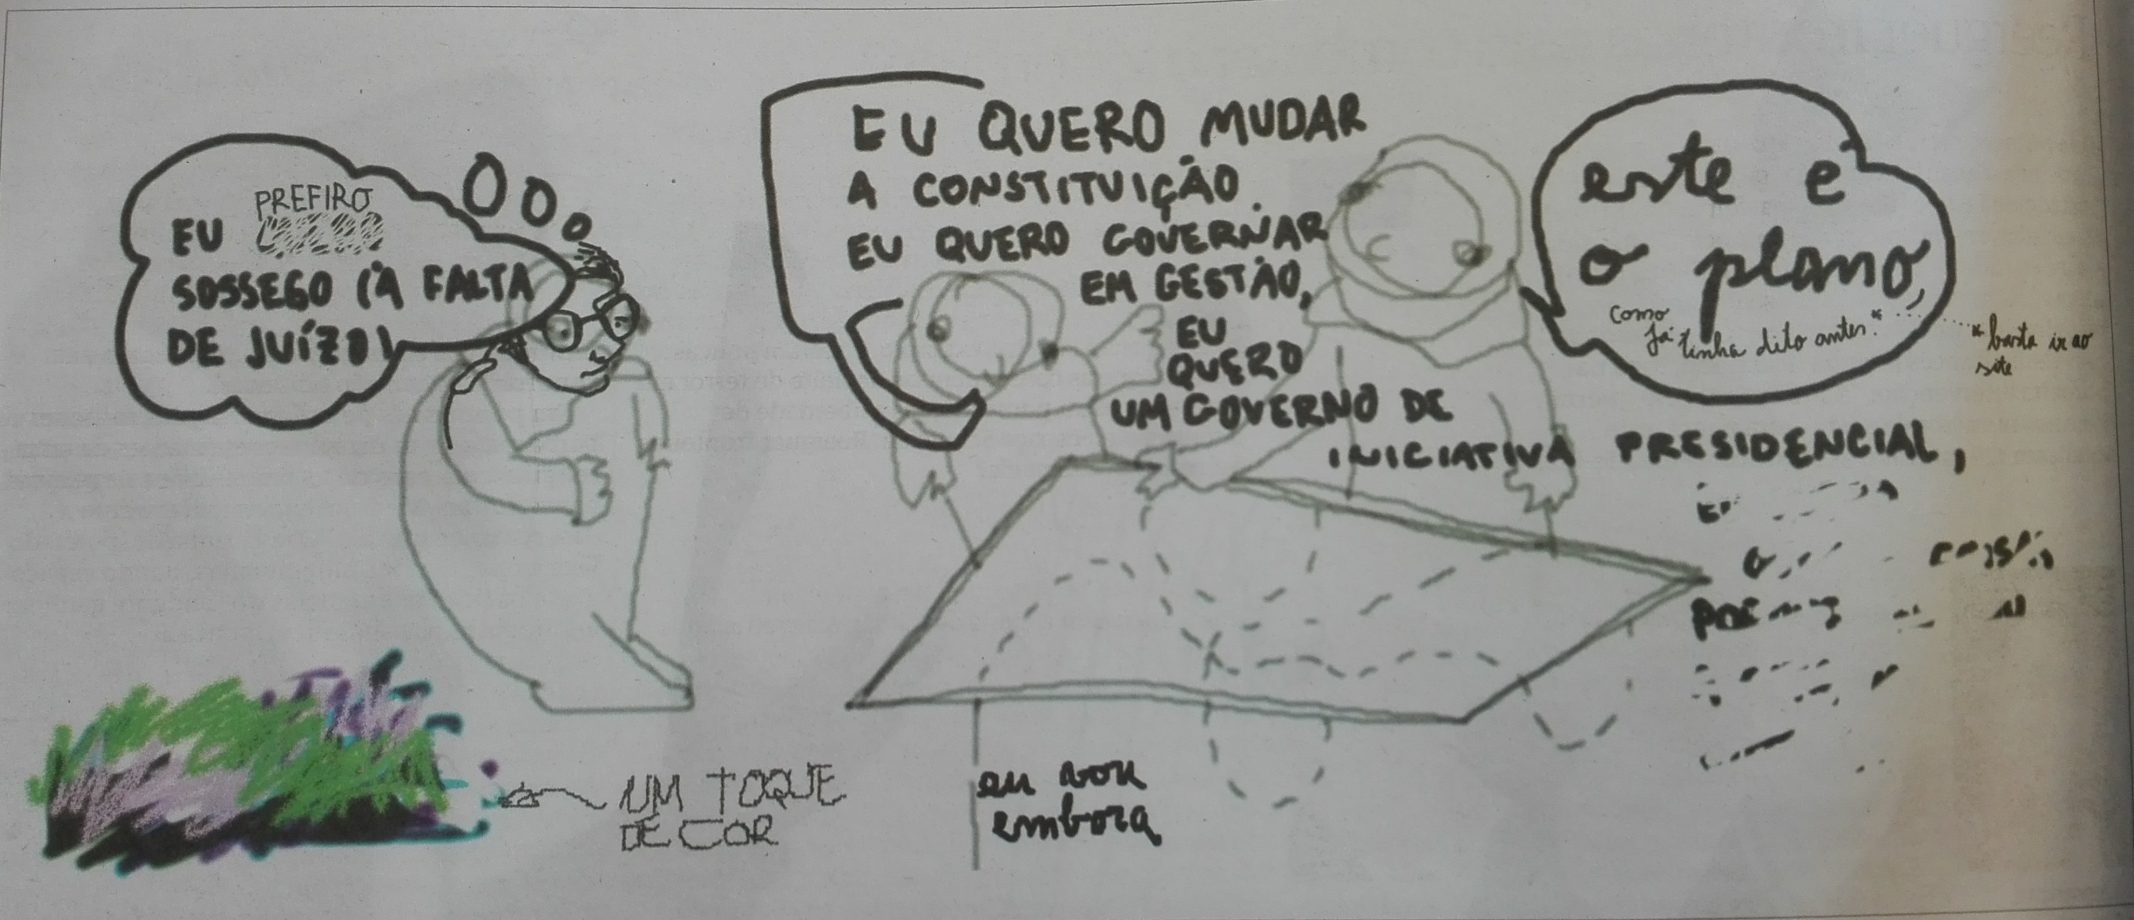 PREFIRO
EU
SOSSEGO (À FALTA
DE JUÍZO)
EU QUERO MUDAR
A CONSTITUIÇÃO.
EU QUERO GOVERNAR
EM GESTÃO,
EU
QUERO
UM GOVERNO DE
INICIATIVA PRESIDENCIAL,
este é
o plano,
como
já tinha dito antes.*
*basta ir ao
site
UM TOQUE
DE COR
eu vou
embora